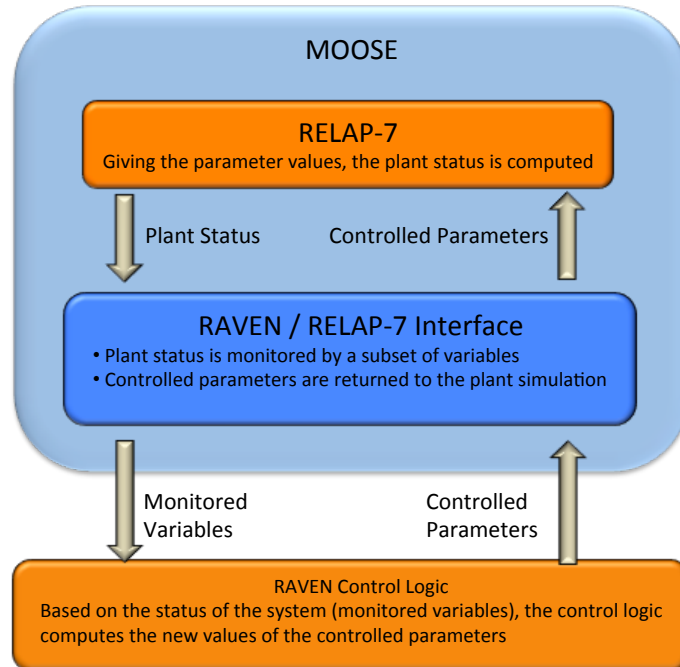 MOOSE
RELAP-7
Giving the parameter values, the plant status is computed
Plant Status
Controlled Parameters
RAVEN / RELAP-7 Interface
• Plant status is monitored by a subset of variables
• Controlled parameters are returned to the plant simulation
Monitored
Variables
Controlled
Parameters
RAVEN Control Logic
Based on the status of the system (monitored variables), the control logic
computes the new values of the controlled parameters